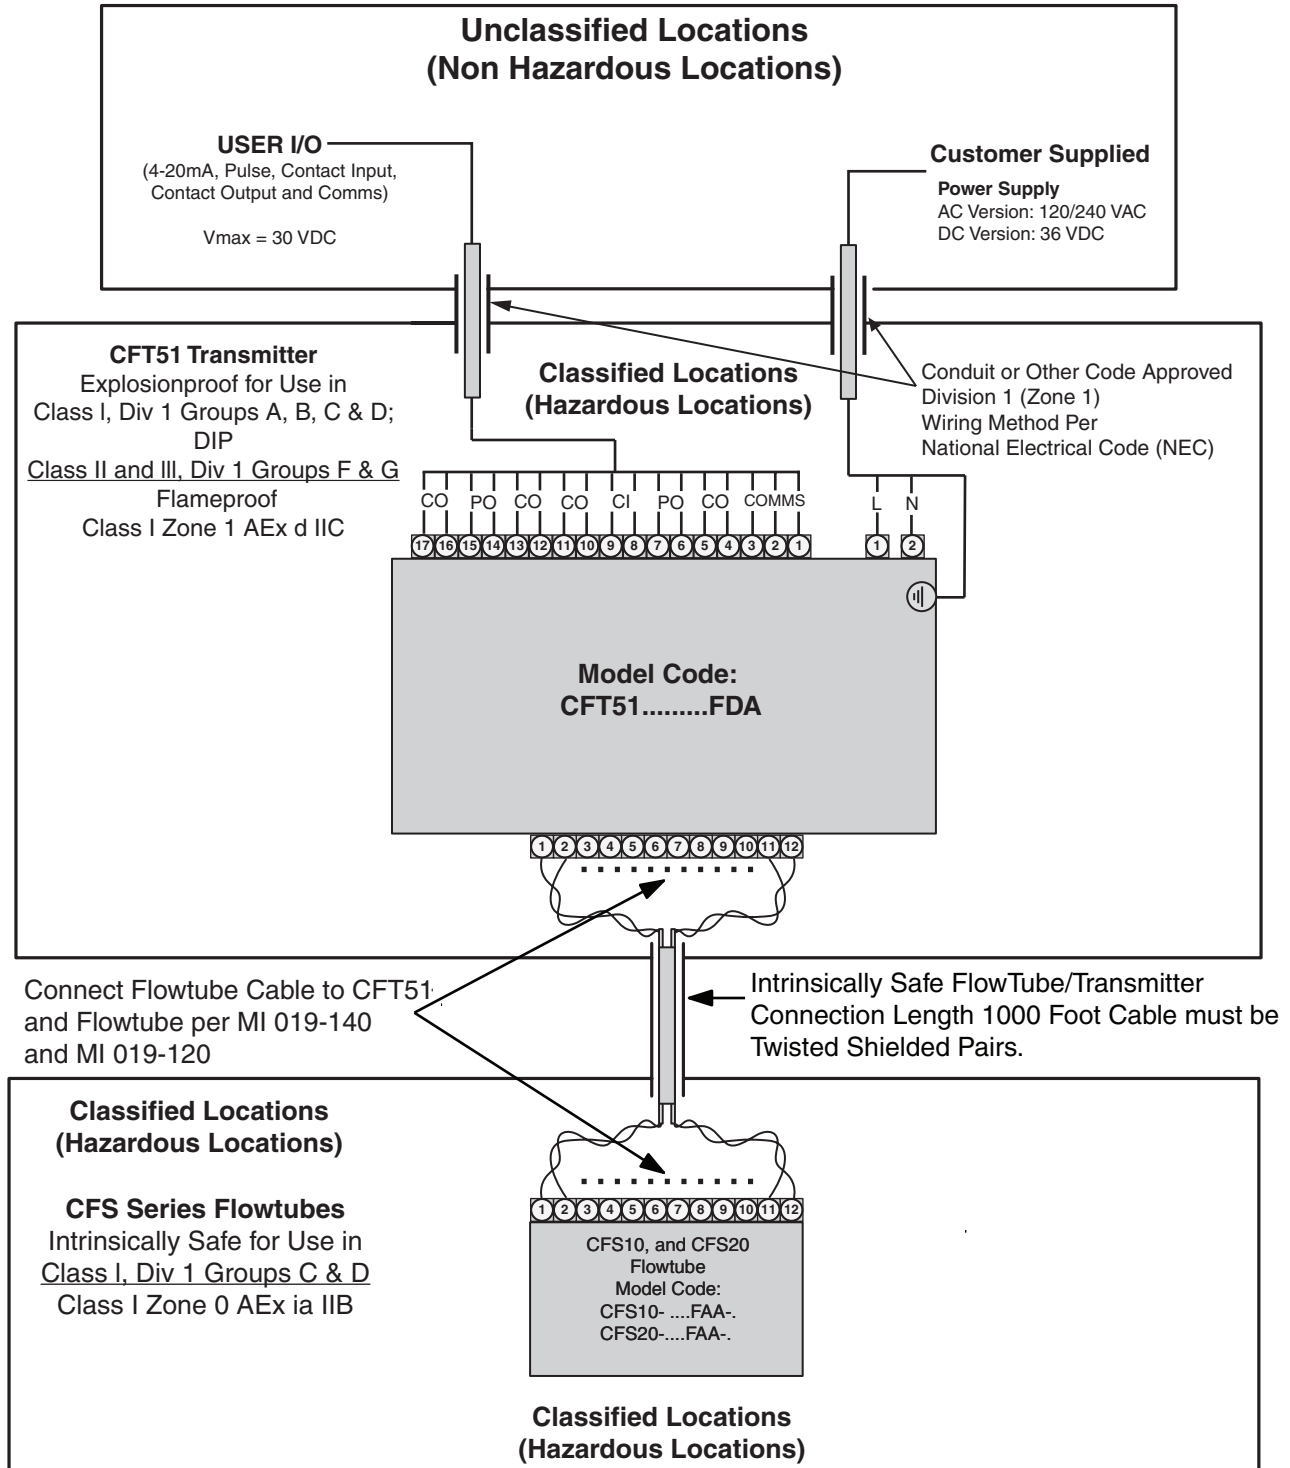 Unclassified Locations
(Non Hazardous Locations)
USER I/O
(4-20mA, Pulse, Contact Input,
Contact Output and Comms)
Vmax = 30 VDC
Customer Supplied
Power Supply
AC Version: 120/240 VAC
DC Version: 36 VDC
CFT51 Transmitter
Explosionproof for Use in
Class I, Div 1 Groups A, B, C & D;
DIP
Class II and III, Div 1 Groups F & G
Flameproof
Class I Zone 1 AEx d IIC
Classified Locations
(Hazardous Locations)
Conduit or Other Code Approved
Division 1 (Zone 1)
Wiring Method Per
National Electrical Code (NEC)
CO PO CO CO CI PO CO COMMS L N
17 16 15 14 13 12 11 10 9 8 7 6 5 4 3 2 1 1 2
Model Code:
CFT51.........FDA
1 2 3 4 5 6 7 8 9 10 11 12
Connect Flowtube Cable to CFT51
and Flowtube per MI 019-140
and MI 019-120
Intrinsically Safe FlowTube/Transmitter
Connection Length 1000 Foot Cable must be
Twisted Shielded Pairs.
Classified Locations
(Hazardous Locations)
CFS Series Flowtubes
Intrinsically Safe for Use in
Class I, Div 1 Groups C & D
Class I Zone 0 AEx ia IIB
1 2 3 4 5 6 7 8 9 10 11 12
CFS10, and CFS20
Flowtube
Model Code:
CFS10- ....FAA-.
CFS20-....FAA-.
Classified Locations
(Hazardous Locations)